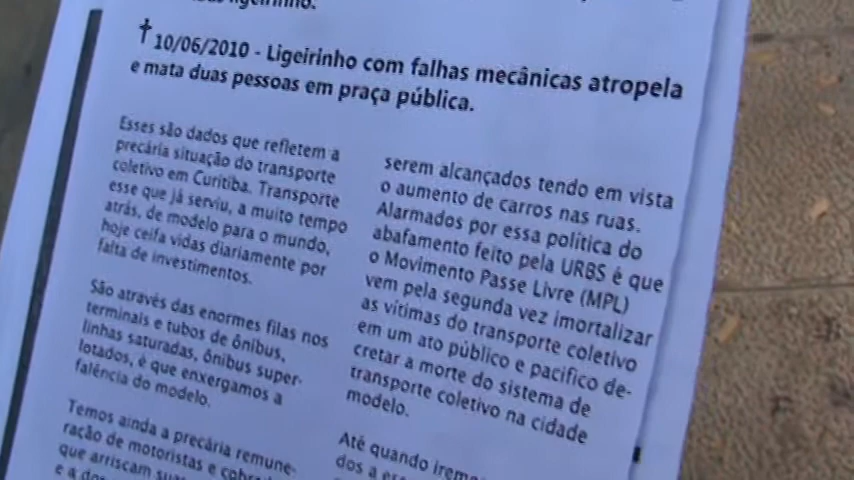 ligeirinho.
✝ 10/06/2010 - Ligeirinho com falhas mecânicas atropela
e mata duas pessoas em praça pública.
Esses são dados que refletem a
precária situação do transporte
coletivo em Curitiba. Transporte
esse que já serviu, a muito tempo
atrás, de modelo para o mundo,
hoje ceifa vidas diariamente por
falta de investimentos.
São através das enormes filas nos
terminais e tubos de ônibus,
linhas saturadas, ônibus super-
lotados, é que enxergamos a
falência do modelo.
Temos ainda a precária remune-
ração de motoristas e
que arriscam
e a
serem alcançados tendo em vista
o aumento de carros nas ruas.
Alarmados por essa política do
abafamento feito pela URBS é que
o Movimento Passe Livre (MPL)
vem pela segunda vez imortalizar
as vítimas do transporte coletivo
em um ato público e pacífico de-
cretar a morte do sistema de
transporte coletivo na cidade
modelo.
Até quando
dos a